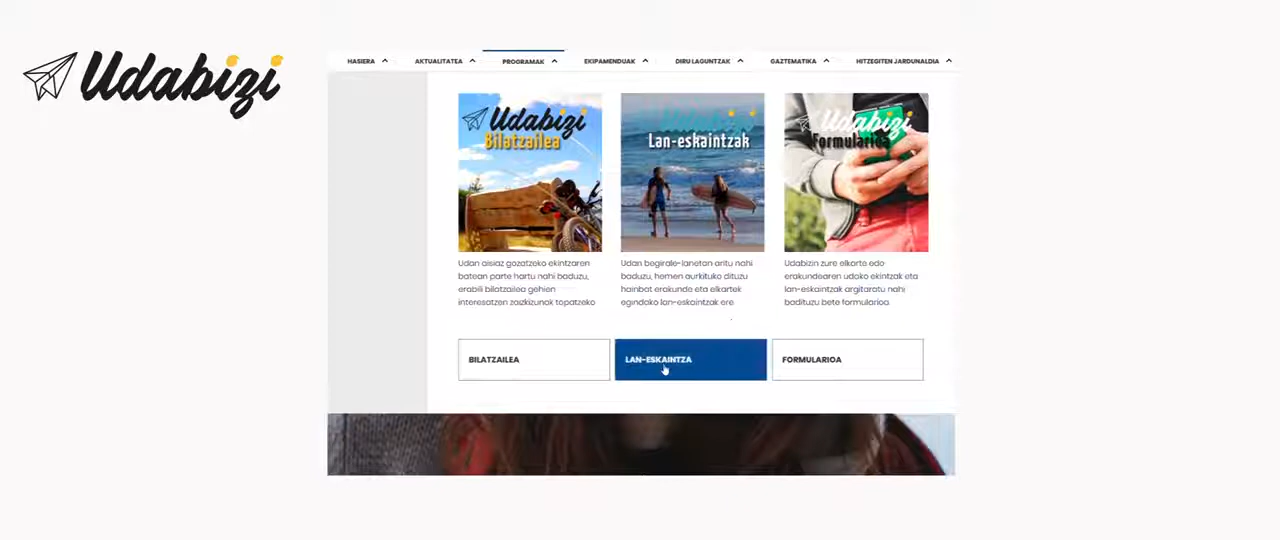 Udabizi
HASIERA
AKTUALITATEA
PROGRAMAK
EKIPAMENDUAK
DIRU LAGUNTZAK
GAZTEMATIKA
HITZEGITEN JARDUNALDIA
Udabizi
Bilatzailea
Udabizi
Lan-eskaintzak
Udabizi
Formularioa
Udan aisiaz gozatzeko ekintzaren
batean parte hartu nahi baduzu,
erabili bilatzailea gehien
interesatzen zaizkizunak topatzeko
Udan begirale-lanetan aritu nahi
baduzu, hemen aurkituko dituzu
hainbat erakunde eta elkartek
egindako lan-eskaintzak ere
Udabizin zure elkarte edo
erakundearen udako ekintzak eta
lan-eskaintzak argitaratu nahi
badituzu bete formularioa
BILATZAILEA
LAN-ESKAINTZA
FORMULARIOA